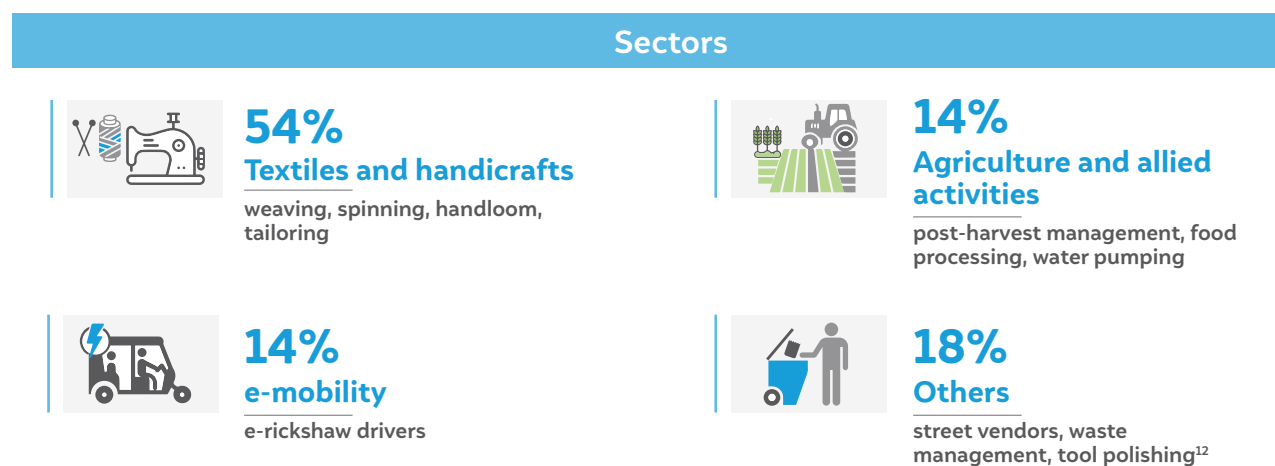 Sectors
54%
Textiles and handicrafts
weaving, spinning, handloom,
tailoring
14%
Agriculture and allied
activities
post-harvest management, food
processing, water pumping
14%
e-mobility
e-rickshaw drivers
18%
Others
street vendors, waste
management, tool polishing¹²